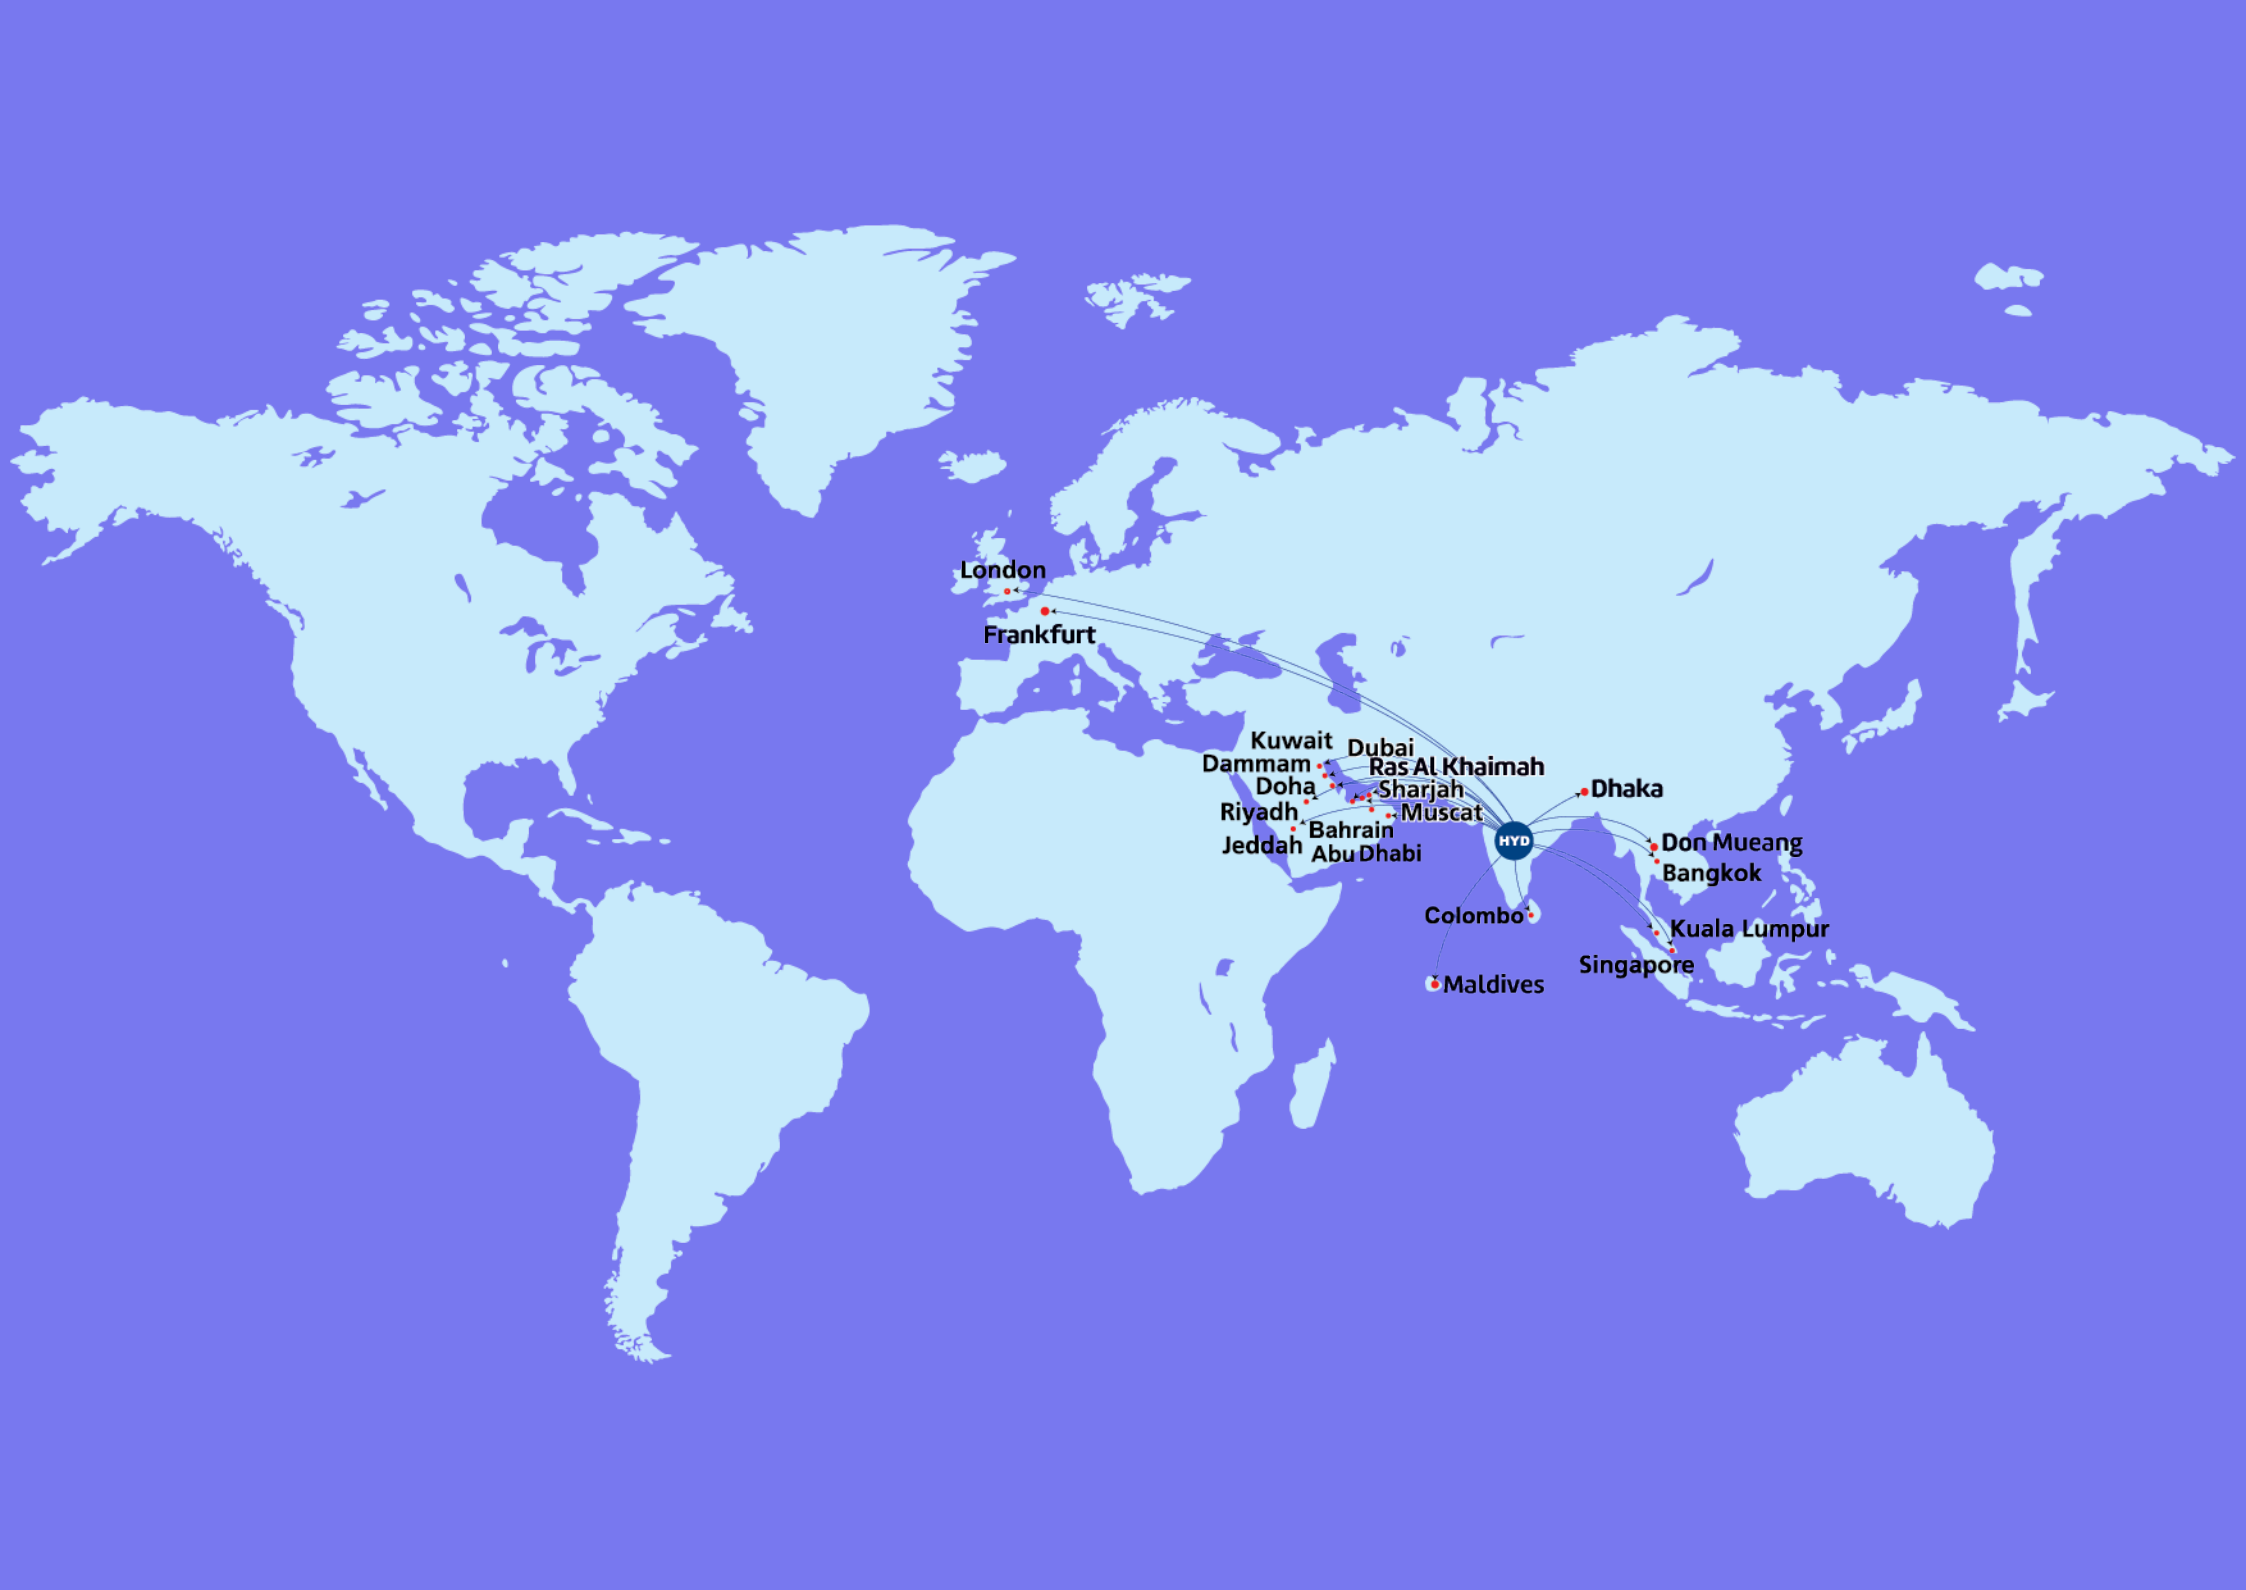 London
Frankfurt
Kuwait
Dubai
Dammam
Ras Al Khaimah
Doha
Sharjah
Dhaka
Riyadh
Muscat
Bahrain
HYD
Don Mueang
Jeddah
Abu Dhabi
Bangkok
Colombo
Kuala Lumpur
Singapore
Maldives